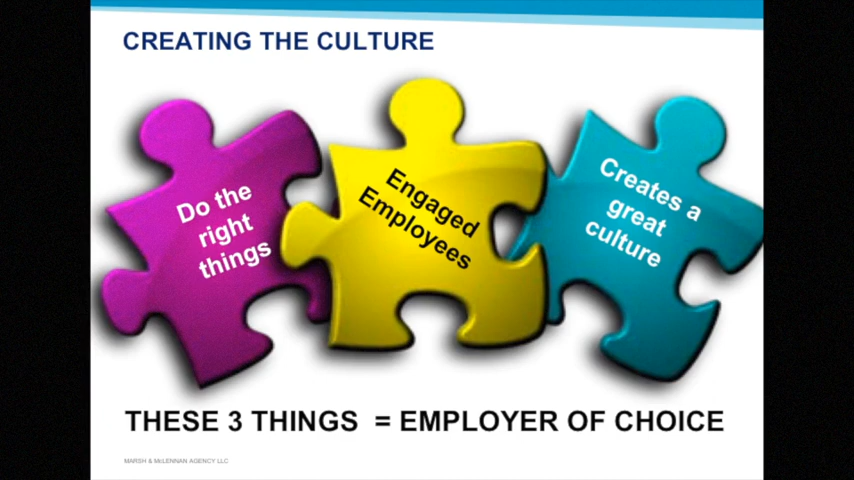 CREATING THE CULTURE
Do the
right
things
Engaged
Employees
Creates a
great
culture
THESE 3 THINGS = EMPLOYER OF CHOICE
MARSH & McLENNAN AGENCY LLC